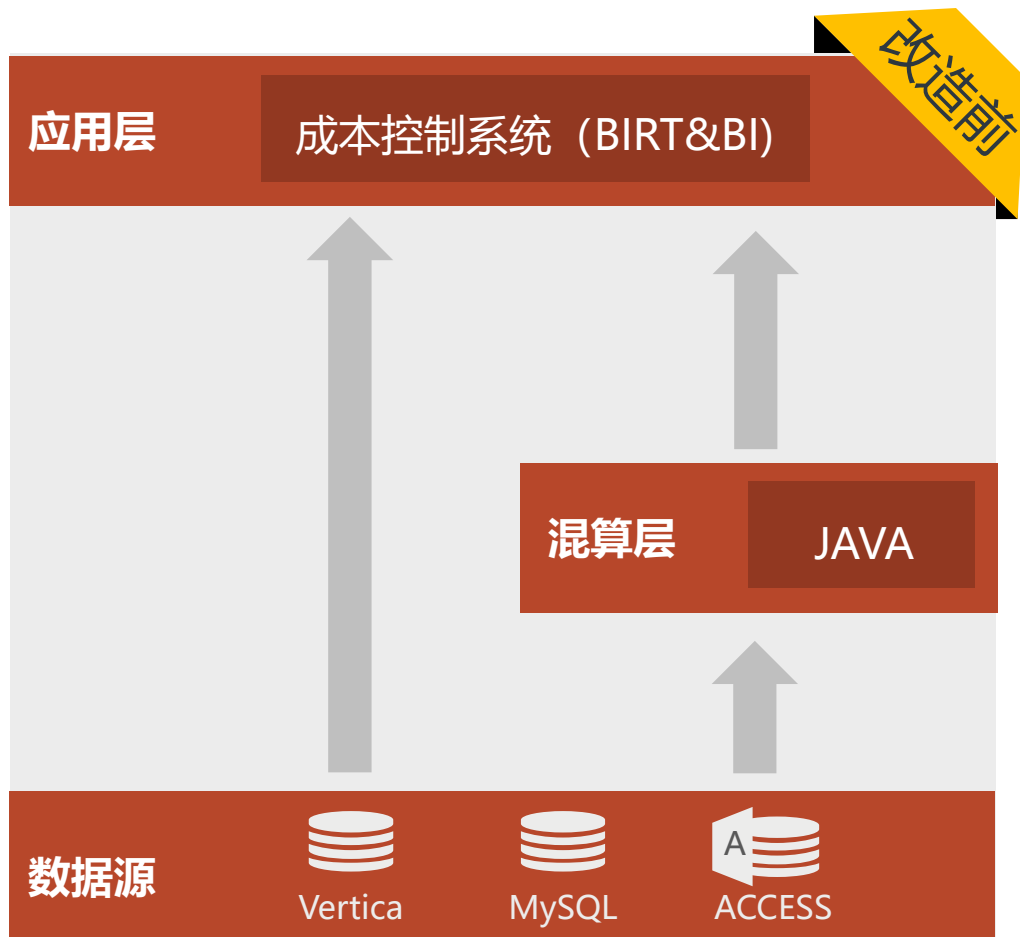 改造前
应用层
成本控制系统（BIRT&BI)
混算层
JAVA
数据源
A
Vertica
MySQL
ACCESS